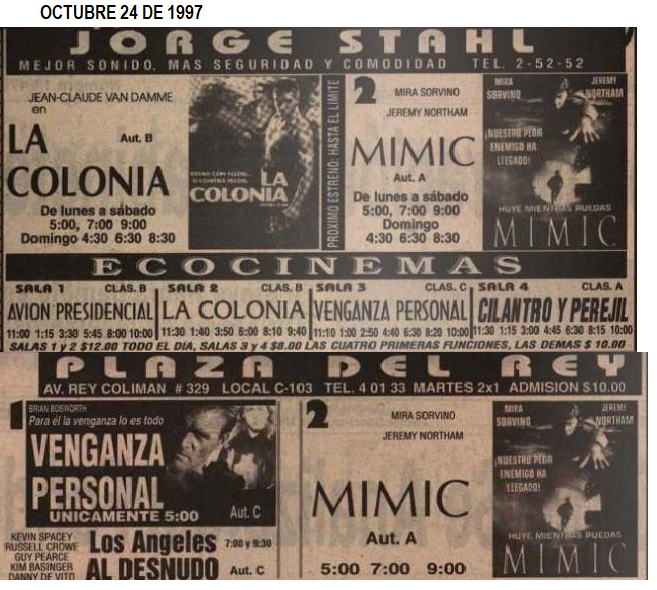 OCTUBRE 24 DE 1997
JORGE STAHL
MEJOR SONIDO, MAS SEGURIDAD Y COMODIDAD TEL. 2-52-52
JEAN-CLAUDE VAN DAMME
en
LA
COLONIA
Aut. B
De lunes a sábado
5:00, 7:00 9:00
Domingo 4:30 6:30 8:30
LA
COLONIA
PROXIMO ESTRENO: HASTA EL LIMITE
2
MIRA SORVINO
JEREMY NORTHAM
MIMIC
Aut. A
De lunes a sábado
5:00, 7:00 9:00
Domingo
4:30 6:30 8:30
MIRA SORVINO
JEREMY NORTHAM
¡NUESTRO PEOR
ENEMIGO HA
LLEGADO!
HUYE MIENTRAS PUEDAS
MIMIC
ECOCINEMAS
SALA 1 CLAS. B
AVION PRESIDENCIAL
11:00 1:15 3:30 5:45 8:00 10:00
SALA 2 CLAS. B
LA COLONIA
11:30 1:40 3:50 6:00 8:10 9:40
SALA 3 CLAS. C
VENGANZA PERSONAL
11:10 1:00 2:50 4:40 6:30 8:20 10:00
SALA 4 CLAS. A
CILANTRO Y PEREJIL
11:30 1:15 3:00 4:45 6:30 8:15 10:00
SALAS 1 y 2 $12.00 TODO EL DIA, SALAS 3 y 4 $8.00 LAS CUATRO PRIMERAS FUNCIONES, LAS DEMAS $ 10.00
PLAZA DEL REY
AV. REY COLIMAN # 329 LOCAL C-103 TEL. 4 01 33 MARTES 2x1 ADMISION $10.00
1
BRIAN BOSWORTH
Para él la venganza lo es todo
VENGANZA
PERSONAL
UNICAMENTE 5:00
Aut. C
KEVIN SPACEY
RUSSELL CROWE
GUY PEARCE
KIM BASINGER
DANNY DE VITO
Los Angeles
AL DESNUDO
7:00 y 9:30
Aut. C
2
MIRA SORVINO
JEREMY NORTHAM
MIMIC
Aut. A
5:00 7:00 9:00
MIRA SORVINO
JEREMY NORTHAM
¡NUESTRO PEOR
ENEMIGO HA
LLEGADO!
HUYE MIENTRAS PUEDAS
MIMIC